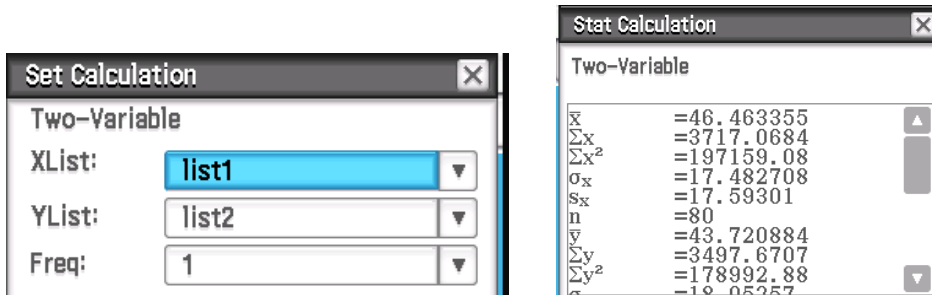 Set Calculation
Two-Variable
XList: list1
YList: list2
Freq: 1
Stat Calculation
Two-Variable
x̅ =46.463355
Σx =3717.0684
Σx² =197159.08
σₓ =17.482708
sₓ =17.59301
n =80
y̅ =43.720884
Σy =3497.6707
Σy² =178992.88